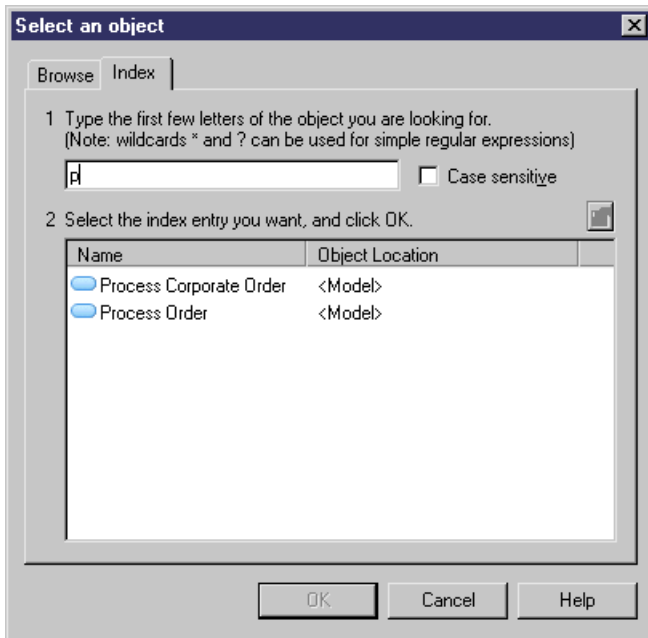 Select an object
Browse
Index
1 Type the first few letters of the object you are looking for.
(Note: wildcards * and ? can be used for simple regular expressions)
p
Case sensitive
2 Select the index entry you want, and click OK.
Name Object Location
Process Corporate Order <Model>
Process Order <Model>
OK Cancel Help